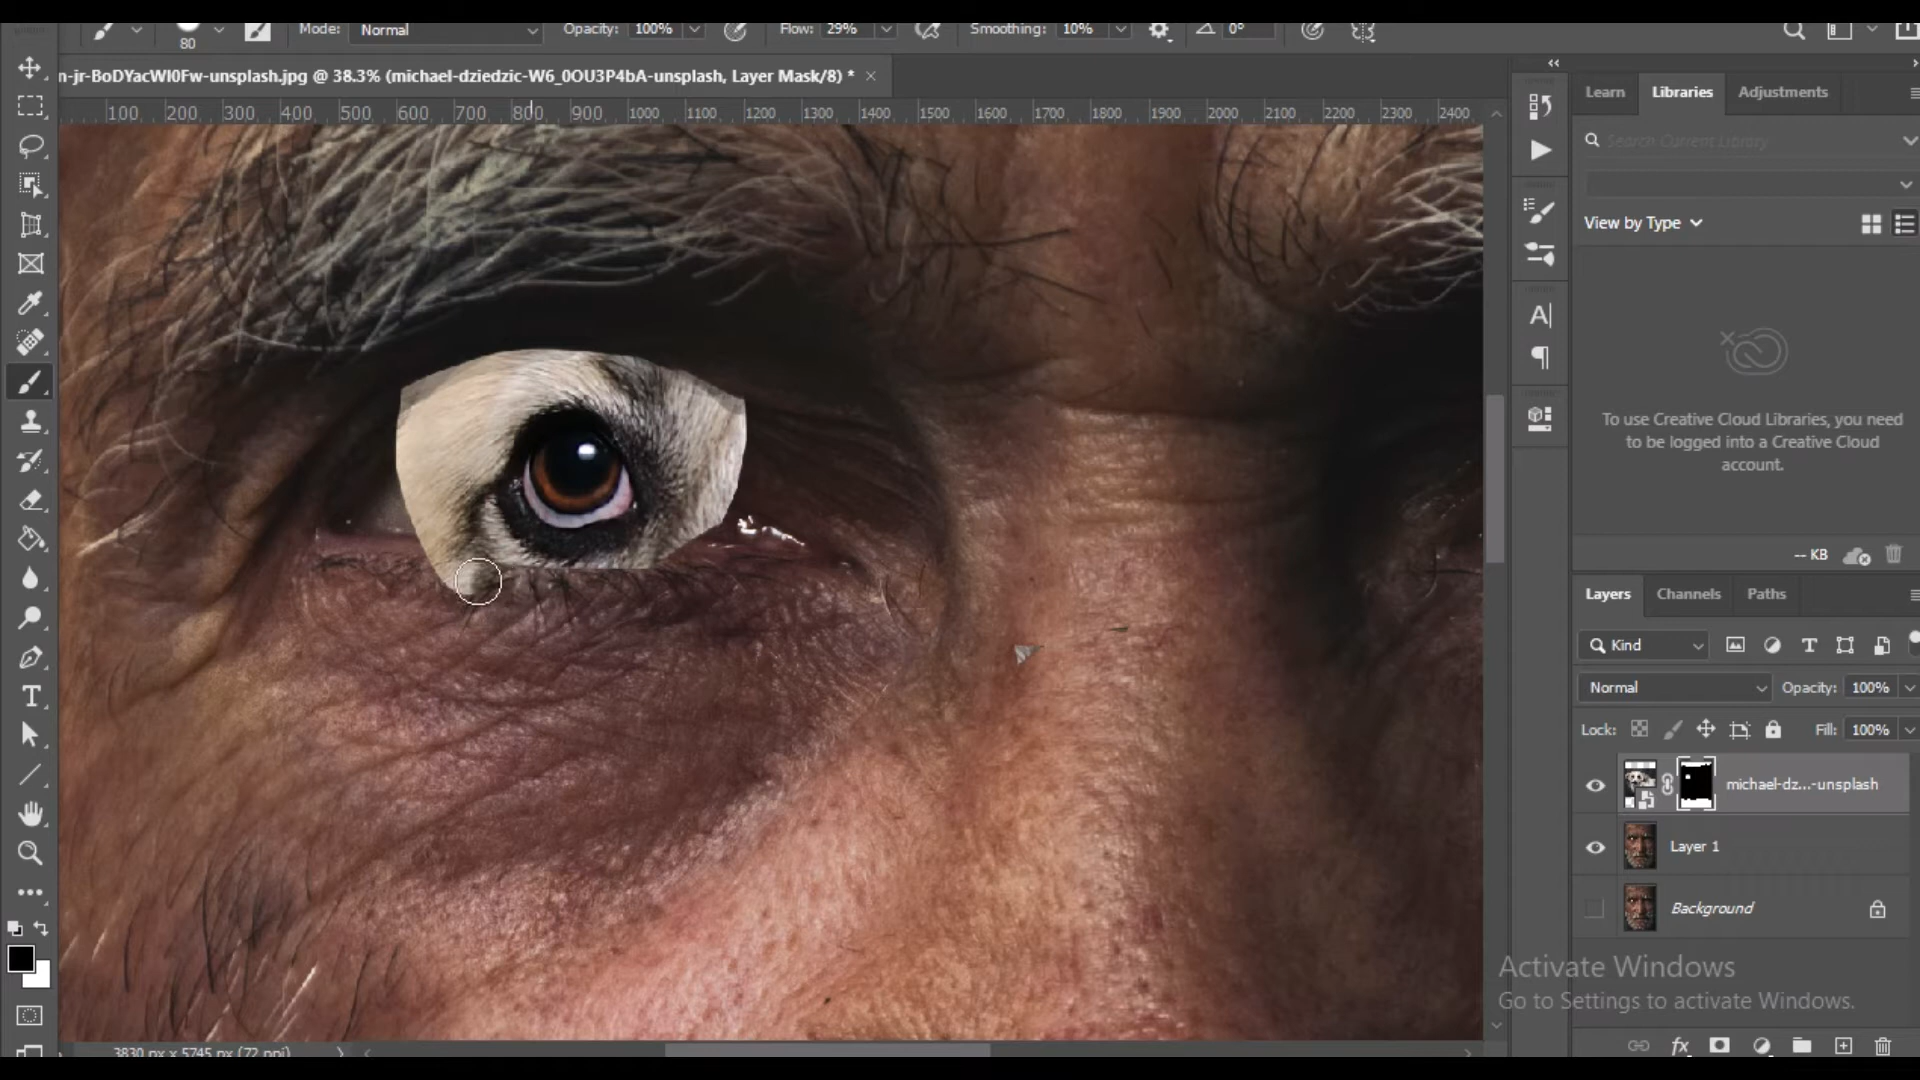 80
Mode:
Normal
Opacity:
100%
Flow:
29%
Smoothing:
10%
0°
n-jr-BoDYacWl0Fw-unsplash.jpg @ 38.3% (michael-dziedzic-W6_0OU3P4bA-unsplash, Layer Mask/8) *
100 200 300 400 500 600 700 800 900 1000 1100 1200 1300 1400 1500 1600 1700 1800 1900 2000 2100 2200 2300 2400
Learn
Libraries
Adjustments
Search Current Library
View by Type
To use Creative Cloud Libraries, you need
to be logged into a Creative Cloud
account.
-- KB
Layers
Channels
Paths
Kind
Normal
Opacity:
100%
Lock:
Fill:
100%
michael-dz...-unsplash
Layer 1
Background
Activate Windows
Go to Settings to activate Windows.
3830 px x 5745 px (72 ppi)